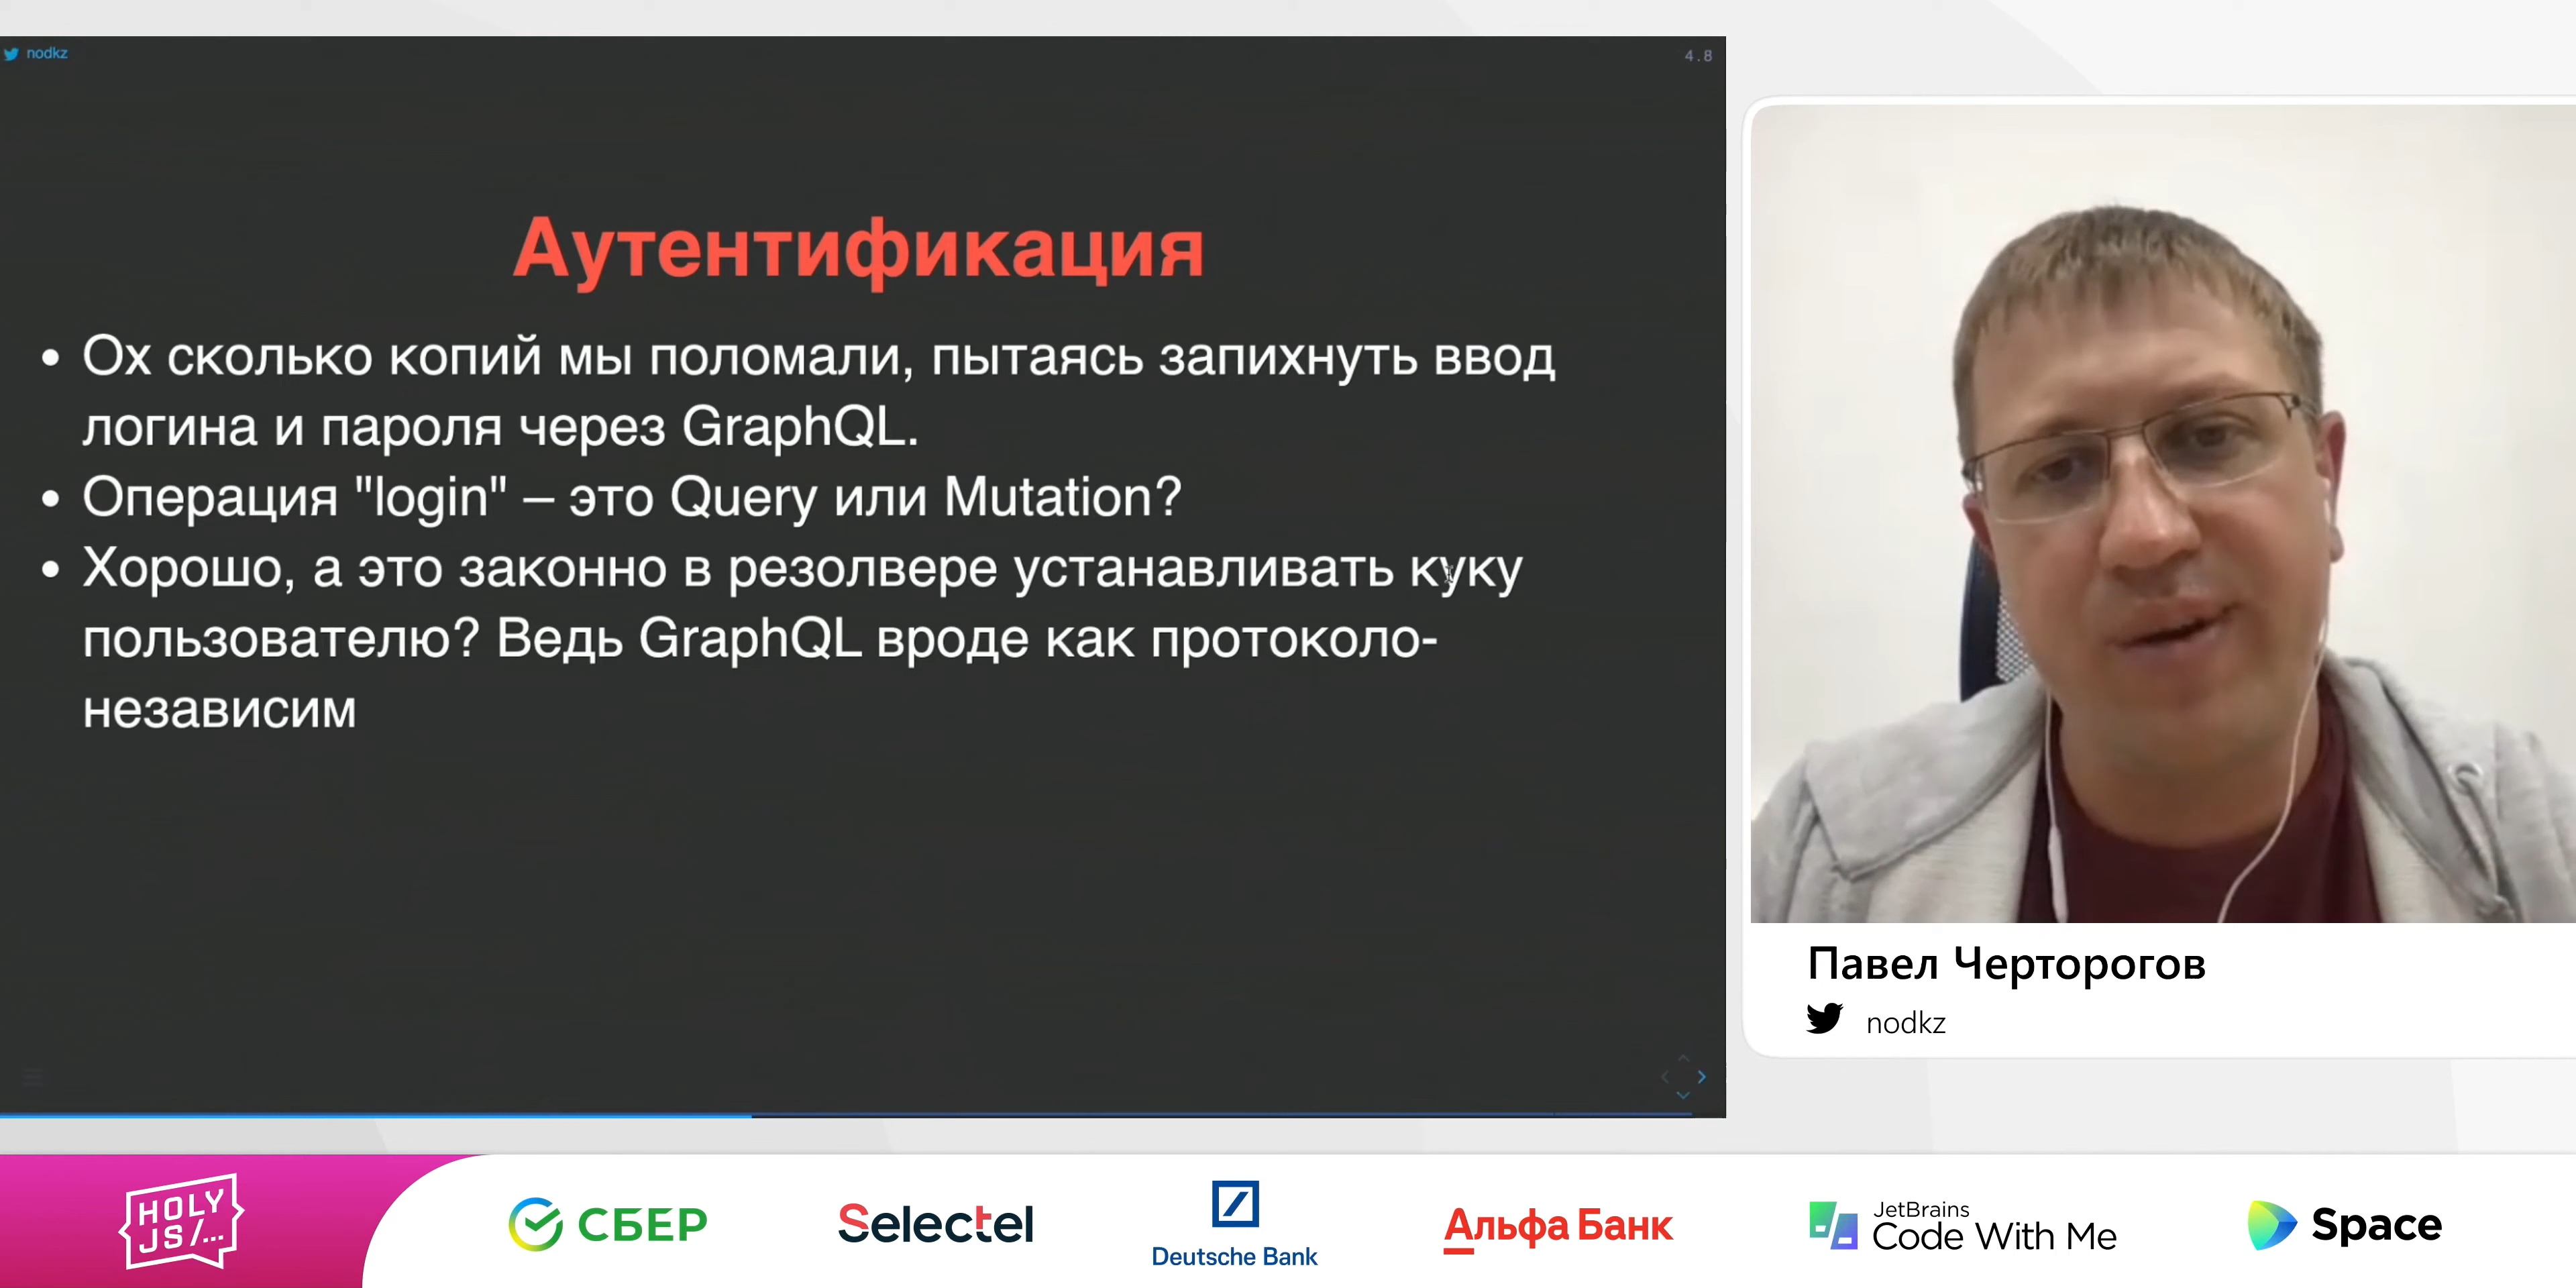 nodkz
4.8
Аутентификация
• Ох сколько копий мы поломали, пытаясь запихнуть ввод
логина и пароля через GraphQL.
• Операция "login" – это Query или Mutation?
• Хорошо, а это законно в резолвере устанавливать куку
пользователю? Ведь GraphQL вроде как протоколо-
независим
Павел Черторогов
nodkz
HOLY
JS/...
СБЕР
Selectel
Deutsche Bank
Альфа Банк
JetBrains
Code With Me
Space